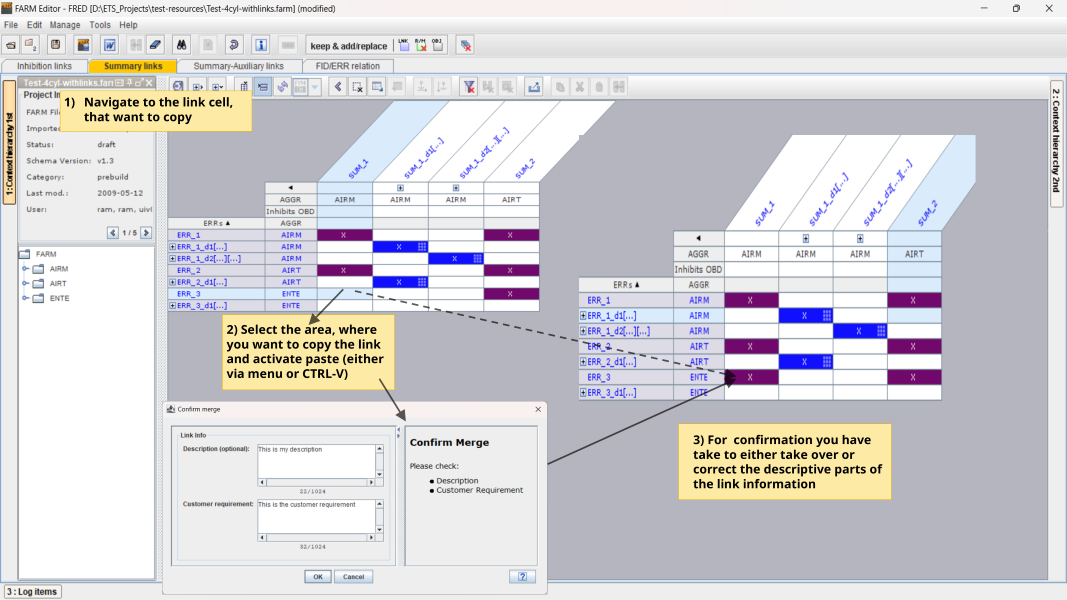 FARM Editor - FRED [D:\ETS_Projects\test-resources\Test-4cyl-withlinks.farm] (modified)
File Edit Manage Tools Help
keep & add/replace LNK R/M OBJ
Inhibition links Summary links Summary-Auxiliary links FID/ERR relation
1: Context hierarchy 1st
Test-4cyl-withlinks.farm
Project In
FARM File
Importe
Status: draft
Schema Version: v1.3
Category: prebuild
Last mod.: 2009-05-12
User: ram, ram, uivl
1 / 5
FARM
AIRM
AIRT
ENTE
1) Navigate to the link cell,
that want to copy
SUM_1 SUM_1_d1[...] SUM_1_d2[...][...] SUM_2
AGGR AIRM AIRM AIRM AIRT
Inhibits OBD
ERRs AGGR
ERR_1 AIRM X X
ERR_1_d1[...] AIRM X
ERR_1_d2[...][...] AIRM X
ERR_2 AIRT X X
ERR_2_d1[...] AIRT X
ERR_3 ENTE X
ERR_3_d1[...] ENTE
2) Select the area, where
you want to copy the link
and activate paste (either
via menu or CTRL-V)
SUM_1 SUM_1_d1[...] SUM_1_d2[...][...] SUM_2
AGGR AIRM AIRM AIRM AIRT
Inhibits OBD
ERRs AGGR
ERR_1 AIRM X X
ERR_1_d1[...] AIRM X
ERR_1_d2[...][...] AIRM X
ERR_2 AIRT X X
ERR_2_d1[...] AIRT X
ERR_3 ENTE X X
ERR_3_d1[...] ENTE
2 : Context hierarchy 2nd
Confirm merge
Link Info
Description (optional): This is my description
22/1024
Customer requirement: This is the customer requirement
32/1024
OK Cancel
Confirm Merge
Please check:
● Description
● Customer Requirement
?
3) For confirmation you have
take to either take over or
correct the descriptive parts of
the link information
3 : Log items